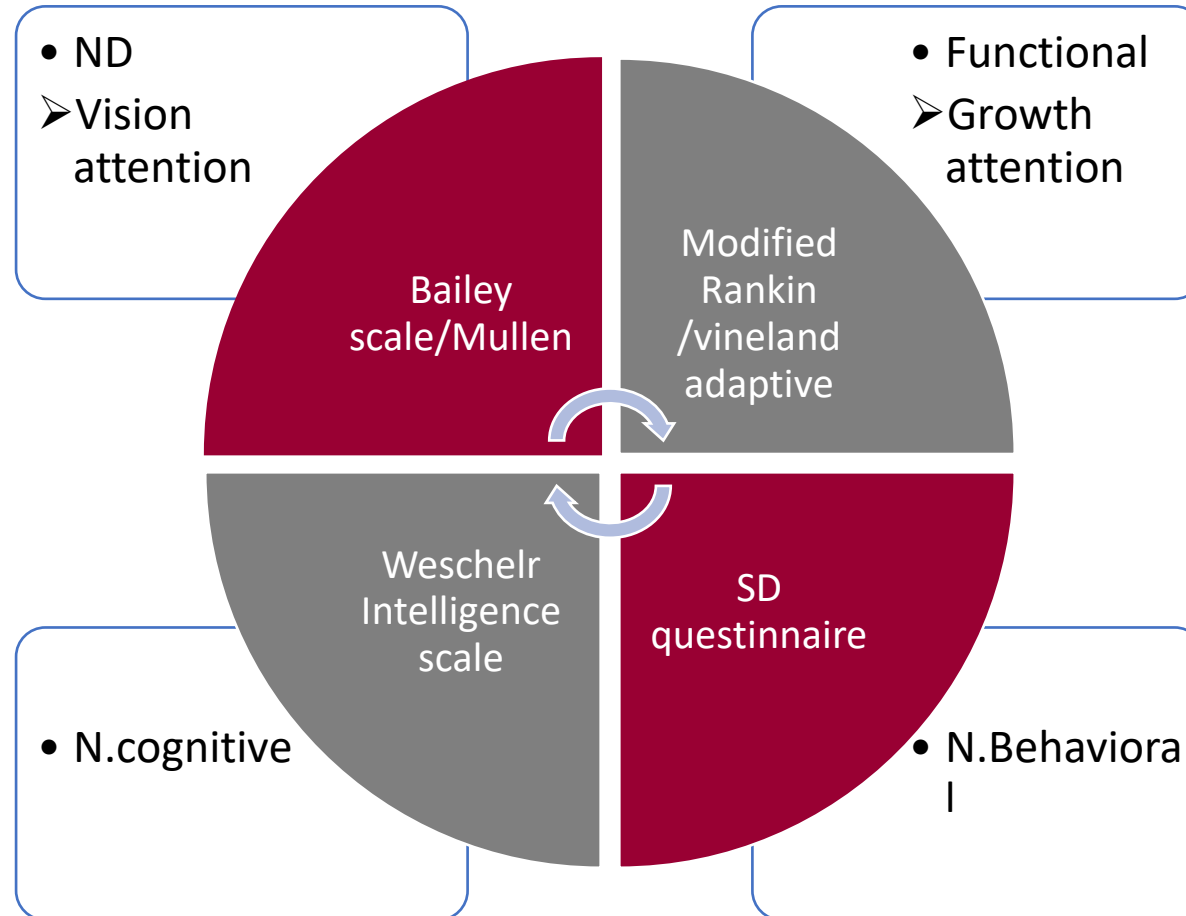 • ND
➢Vision
attention
• Functional
➢Growth
attention
Bailey
scale/Mullen
Modified
Rankin
/vineland
adaptive
Weschelr
Intelligence
scale
SD
questinnaire
• N.cognitive
• N.Behaviora
l